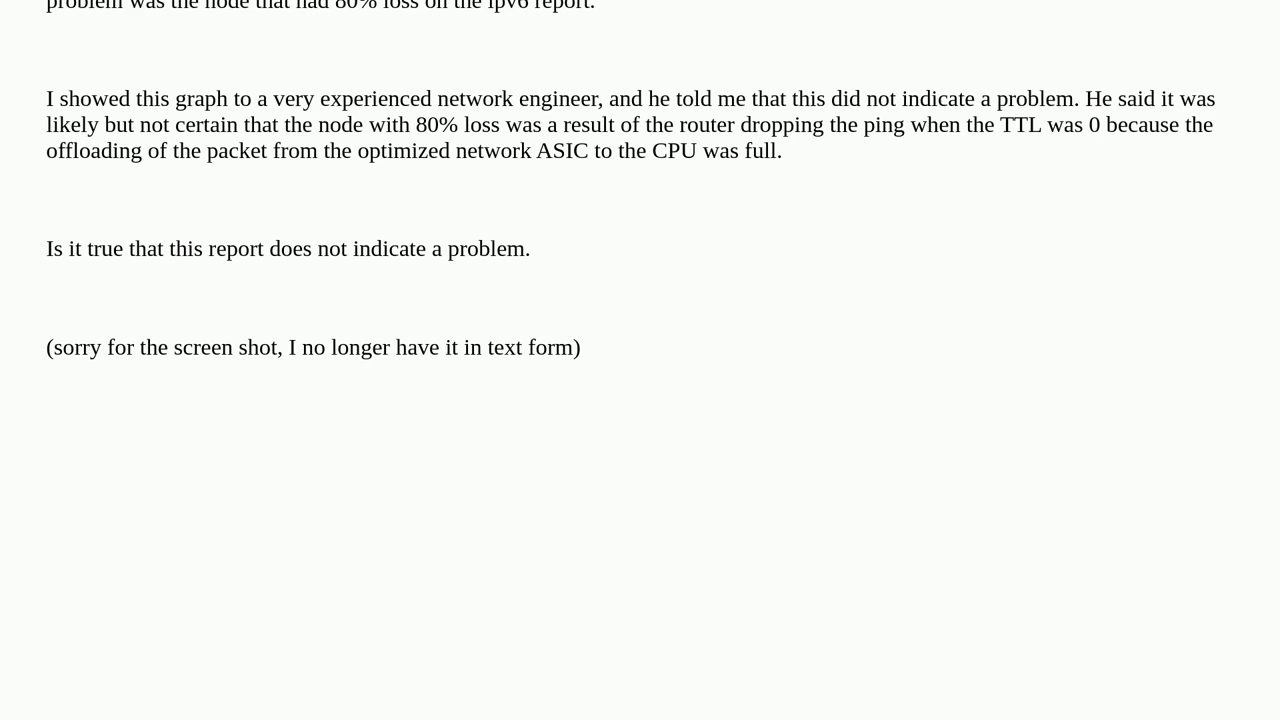 problem was the node that had 80% loss on the ipv6 report.
I showed this graph to a very experienced network engineer, and he told me that this did not indicate a problem. He said it was
likely but not certain that the node with 80% loss was a result of the router dropping the ping when the TTL was 0 because the
offloading of the packet from the optimized network ASIC to the CPU was full.
Is it true that this report does not indicate a problem.
(sorry for the screen shot, I no longer have it in text form)